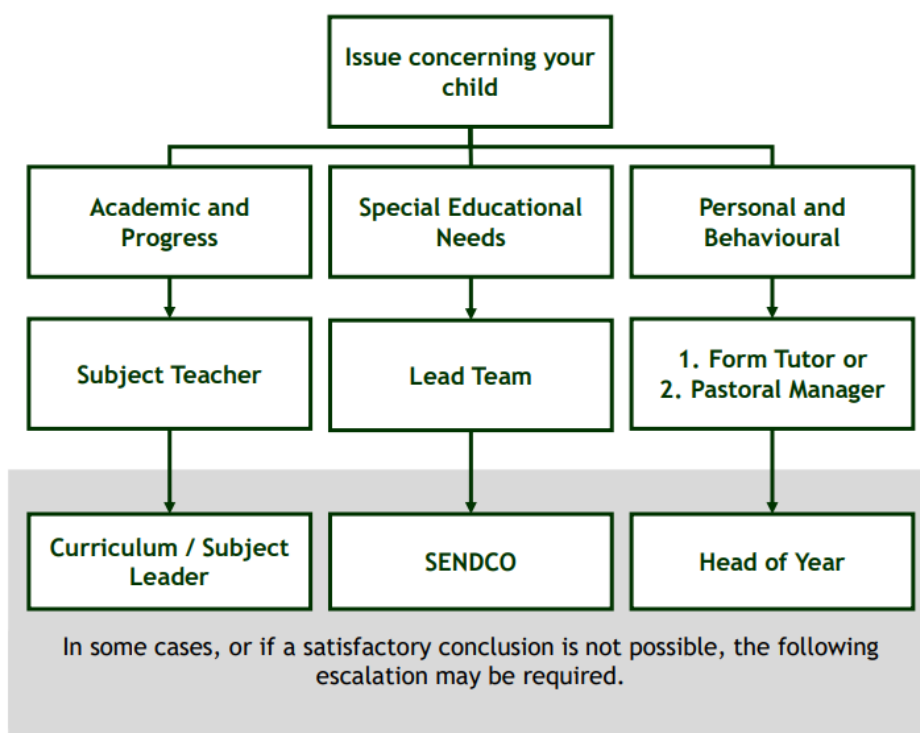 Issue concerning your
child
Academic and
Progress
Special Educational
Needs
Personal and
Behavioural
Subject Teacher
Lead Team
1. Form Tutor or
2. Pastoral Manager
Curriculum / Subject
Leader
SENDCO
Head of Year
In some cases, or if a satisfactory conclusion is not possible, the following
escalation may be required.